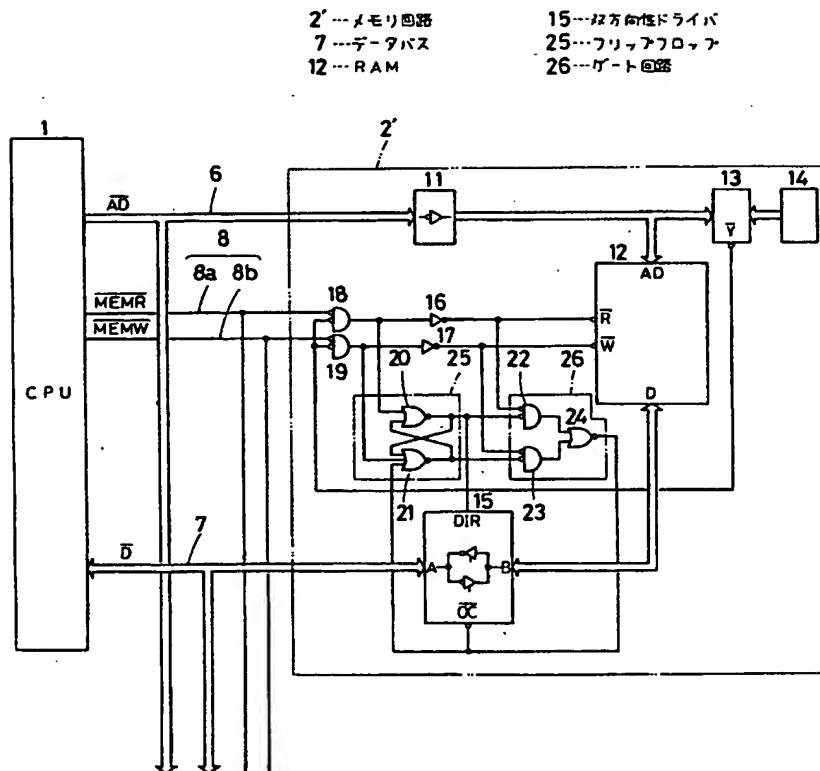 2'…メモリ回路
7…データバス
12…RAM
15…双方向性ドライバ
25…フリップフロップ
26…ゲート回路
1
2'
AD
6
11
13
14
8
8a 8b
Y
12
AD
MEMR
18
16
R
MEMW
17
W
19
20
25
22
26
CPU
24
D
21
15
23
DIR
D
7
A
B
OC